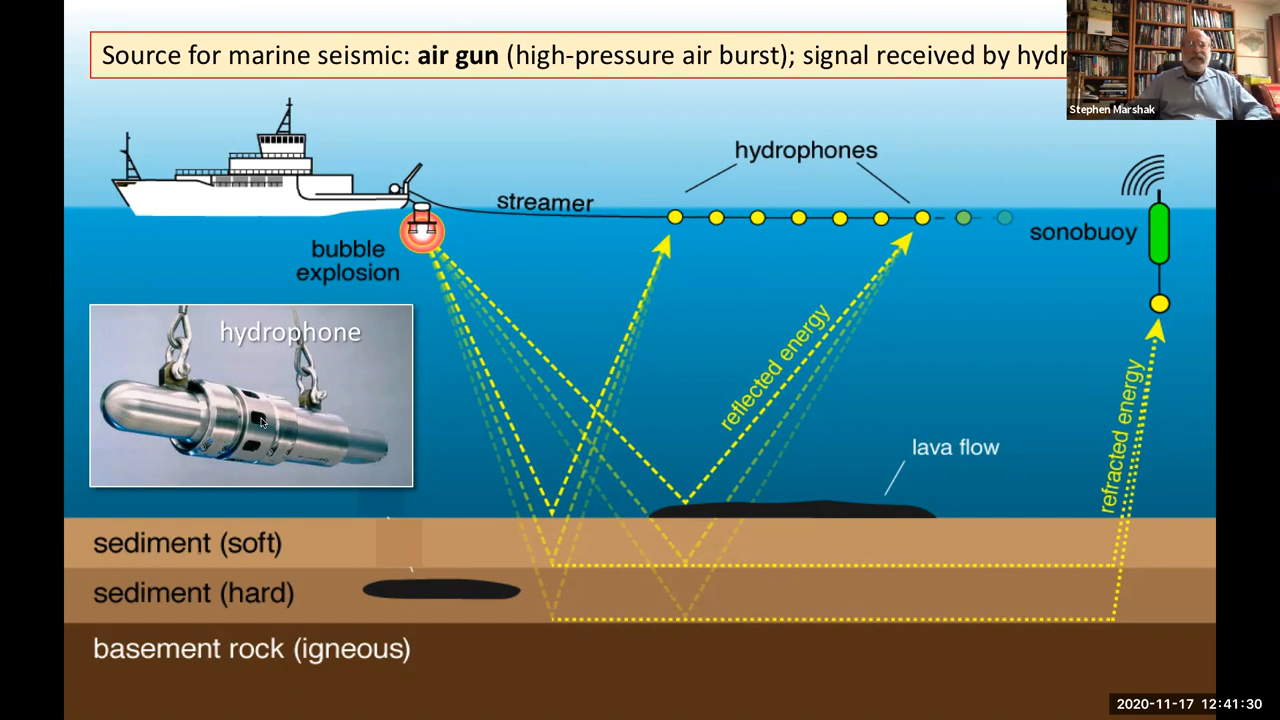 Source for marine seismic: air gun (high-pressure air burst); signal received by
Stephen Marshak
hydrophones
streamer
sonobuoy
bubble
explosion
hydrophone
reflected energy
refracted energy
lava flow
sediment (soft)
sediment (hard)
basement rock (igneous)
2020-11-17 12:41:30